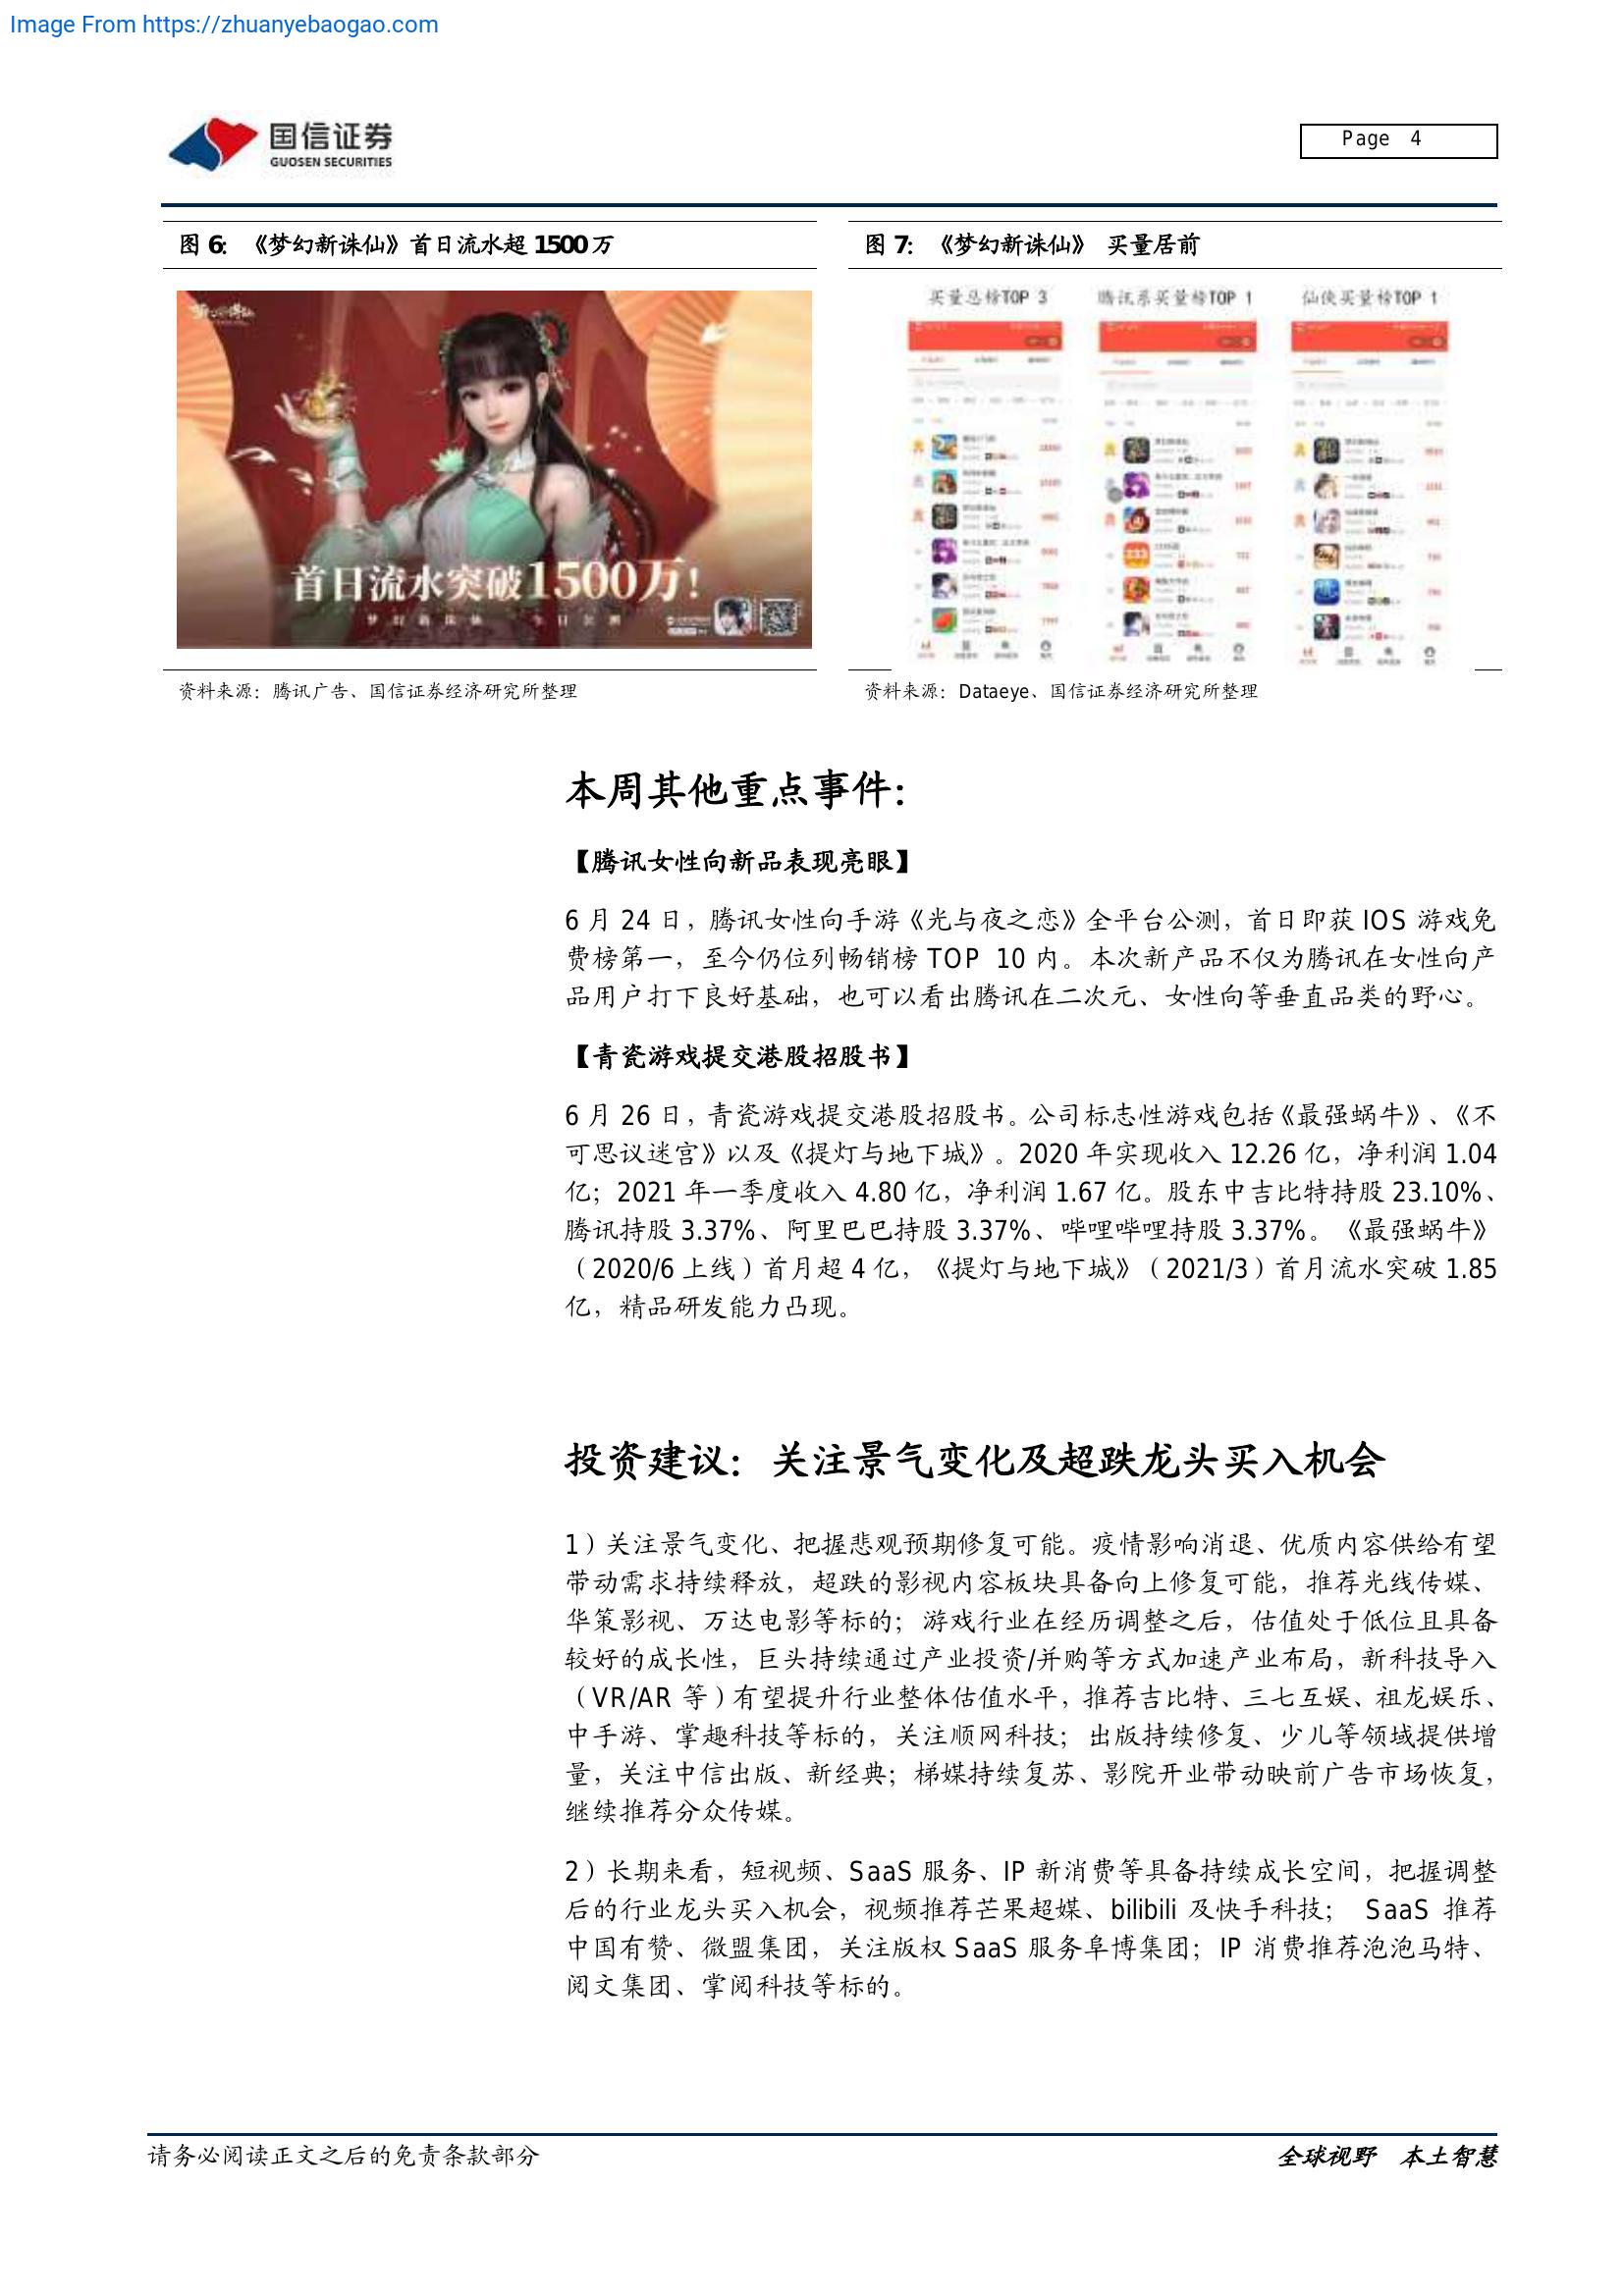 Image From https://zhuanyebaogao.com
国信证券
GUOSEN SECURITIES
Page 4
图 6: 《梦幻新诛仙》首日流水超 1500 万
首日流水突破1500万!
资料来源：腾讯广告、国信证券经济研究所整理
图 7: 《梦幻新诛仙》 买量居前
买量总榜TOP 3
腾讯系买量榜TOP 1
仙侠买量榜TOP 1
资料来源：Dataeye、国信证券经济研究所整理
本周其他重点事件：
【腾讯女性向新品表现亮眼】
6 月 24 日，腾讯女性向手游《光与夜之恋》全平台公测，首日即获 IOS 游戏免
费榜第一，至今仍位列畅销榜 TOP 10 内。本次新产品不仅为腾讯在女性向产
品用户打下良好基础，也可以看出腾讯在二次元、女性向等垂直品类的野心。
【青瓷游戏提交港股招股书】
6 月 26 日，青瓷游戏提交港股招股书。公司标志性游戏包括《最强蜗牛》、《不
可思议迷宫》以及《提灯与地下城》。2020 年实现收入 12.26 亿，净利润 1.04
亿；2021 年一季度收入 4.80 亿，净利润 1.67 亿。股东中吉比特持股 23.10%、
腾讯持股 3.37%、阿里巴巴持股 3.37%、哔哩哔哩持股 3.37%。《最强蜗牛》
（2020/6 上线）首月超 4 亿，《提灯与地下城》（2021/3）首月流水突破 1.85
亿，精品研发能力凸现。
投资建议：关注景气变化及超跌龙头买入机会
1）关注景气变化、把握悲观预期修复可能。疫情影响消退、优质内容供给有望
带动需求持续释放，超跌的影视内容板块具备向上修复可能，推荐光线传媒、
华策影视、万达电影等标的；游戏行业在经历调整之后，估值处于低位且具备
较好的成长性，巨头持续通过产业投资/并购等方式加速产业布局，新科技导入
（VR/AR 等）有望提升行业整体估值水平，推荐吉比特、三七互娱、祖龙娱乐、
中手游、掌趣科技等标的，关注顺网科技；出版持续修复、少儿等领域提供增
量，关注中信出版、新经典；梯媒持续复苏、影院开业带动映前广告市场恢复，
继续推荐分众传媒。
2）长期来看，短视频、SaaS 服务、IP 新消费等具备持续成长空间，把握调整
后的行业龙头买入机会，视频推荐芒果超媒、bilibili 及快手科技； SaaS 推荐
中国有赞、微盟集团，关注版权 SaaS 服务阜博集团；IP 消费推荐泡泡马特、
阅文集团、掌阅科技等标的。
请务必阅读正文之后的免责条款部分
全球视野 本土智慧